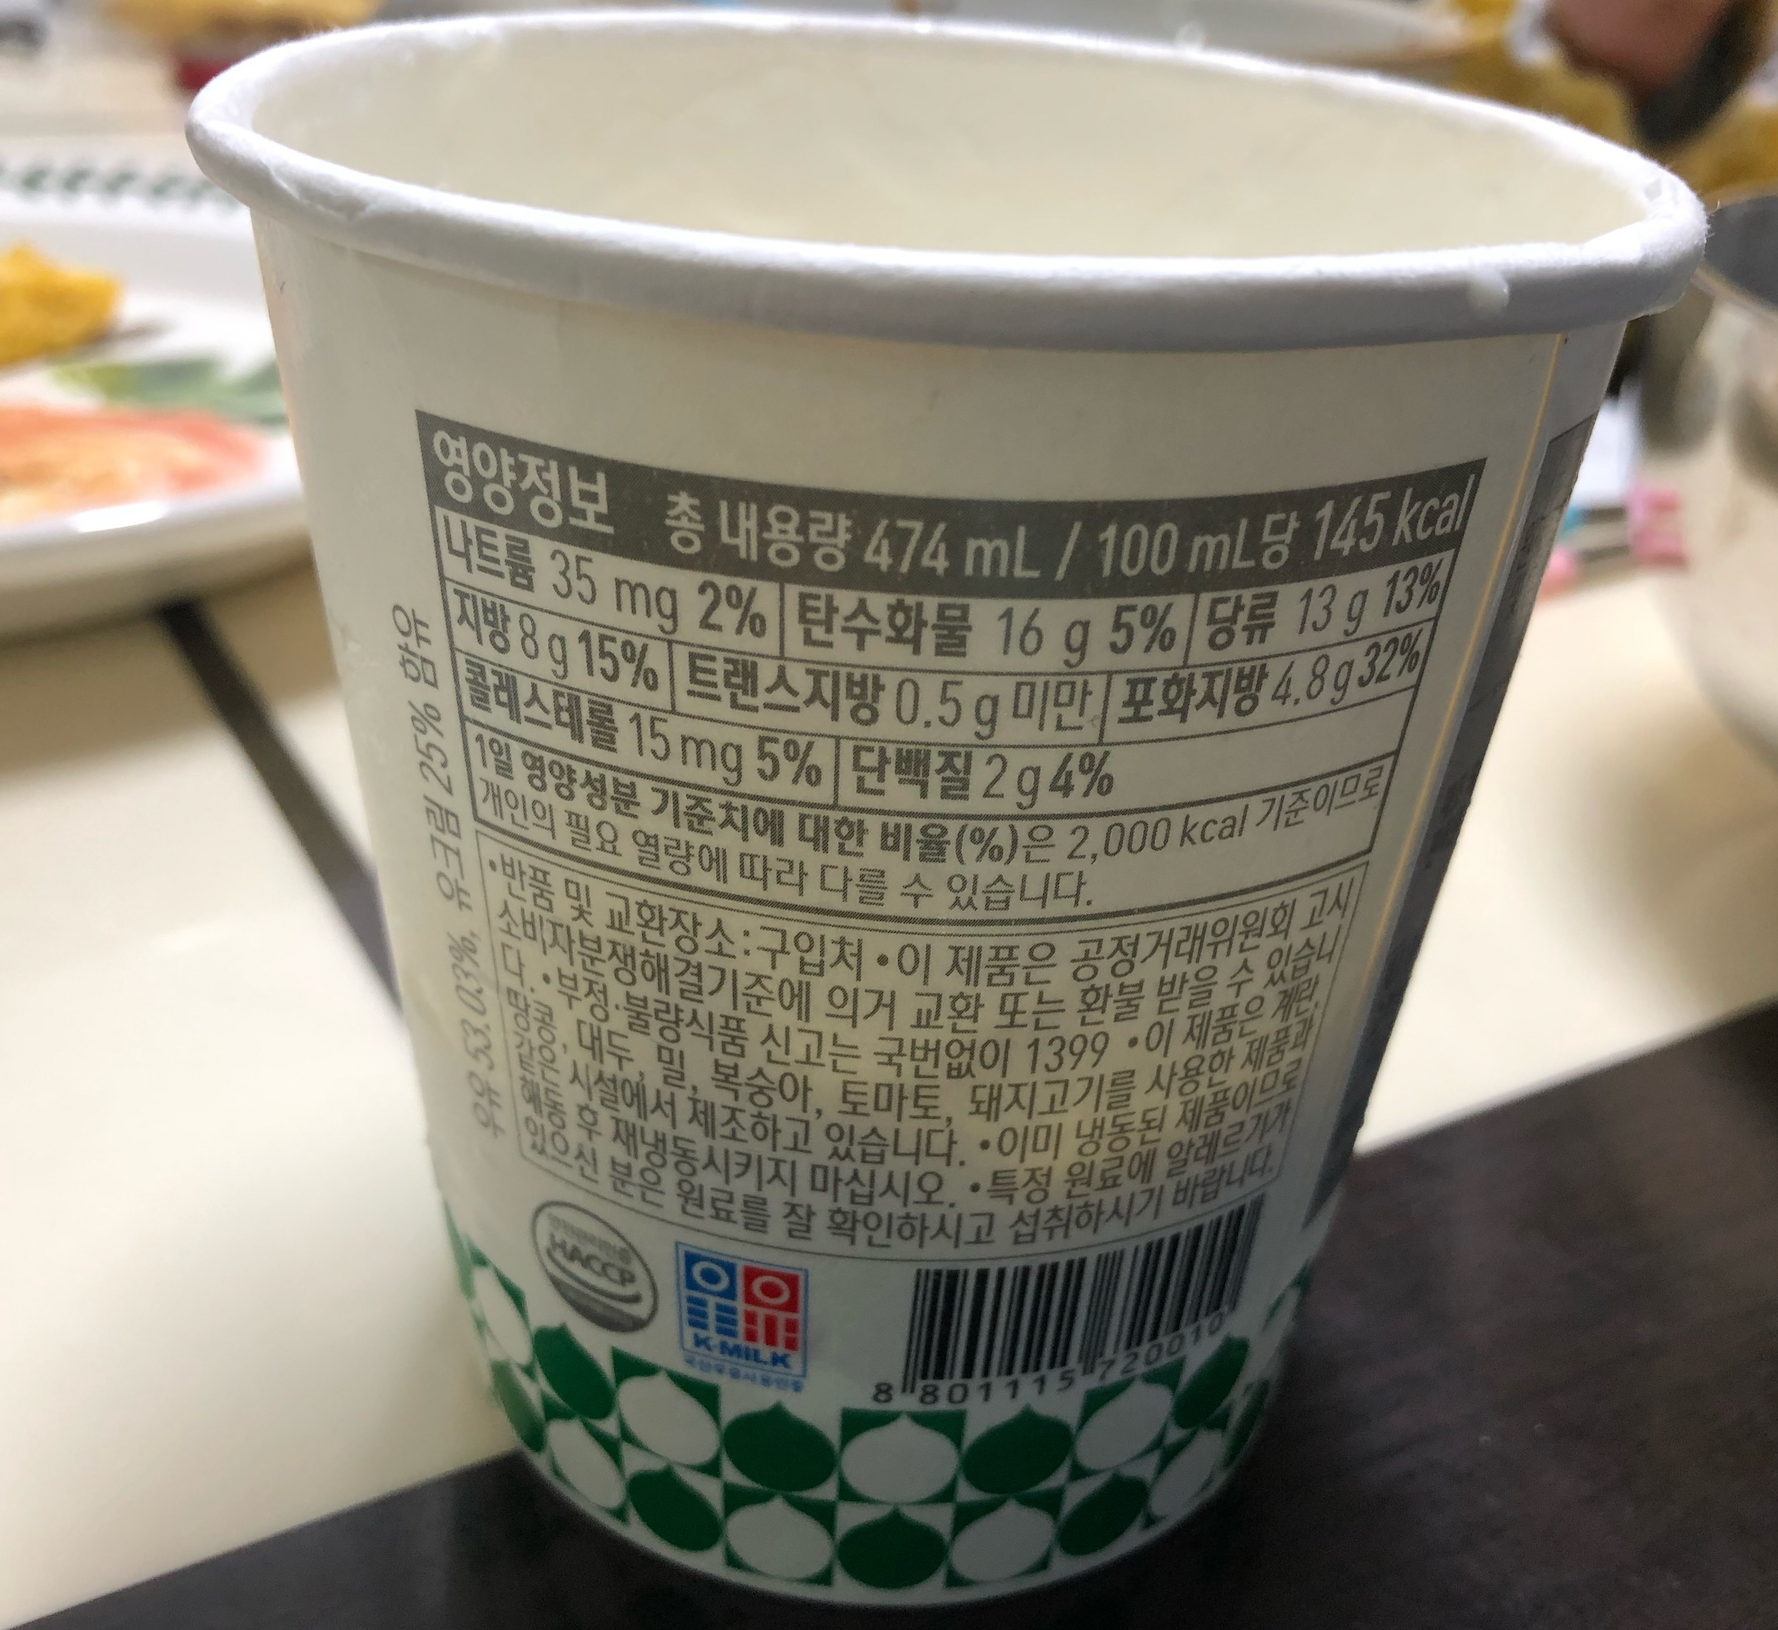 영양정보 총 내용량 474 mL / 100 mL당 145 kcal
나트륨 35 mg 2% 탄수화물 16 g 5% 당류 13 g 13%
지방 8 g 15% 트랜스지방 0.5 g 미만 포화지방 4.8 g 32%
콜레스테롤 15 mg 5% 단백질 2 g 4%
1일 영양성분 기준치에 대한 비율(%)은 2,000 kcal 기준이므로
개인의 필요 열량에 따라 다를 수 있습니다.
•반품 및 교환장소:구입처 •이 제품은 공정거래위원회 고시
소비자분쟁해결기준에 의거 교환 또는 환불 받을 수 있습니
다. •부정·불량식품 신고는 국번없이 1399 •이 제품은 계란,
땅콩, 대두, 밀, 복숭아, 토마토, 돼지고기를 사용한 제품과
같은 시설에서 제조하고 있습니다. •이미 냉동된 제품이므로
해동 후 재냉동시키지 마십시오. •특정 원료에 알레르기가
있으신 분은 원료를 잘 확인하시고 섭취하시기 바랍니다.
우유 53.03%, 유크림 25% 함유
HACCP
우유
K-MILK
국산우유사용인증
8 801115 720010